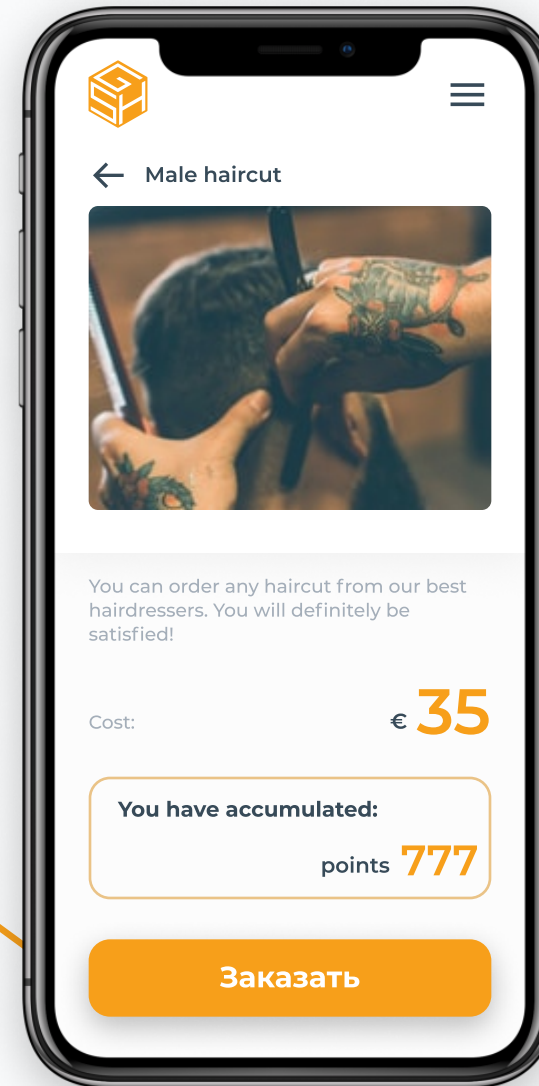 GSH
Male haircut
You can order any haircut from our best
hairdressers. You will definitely be
satisfied!
Cost:
€ 35
You have accumulated:
points 777
Заказать